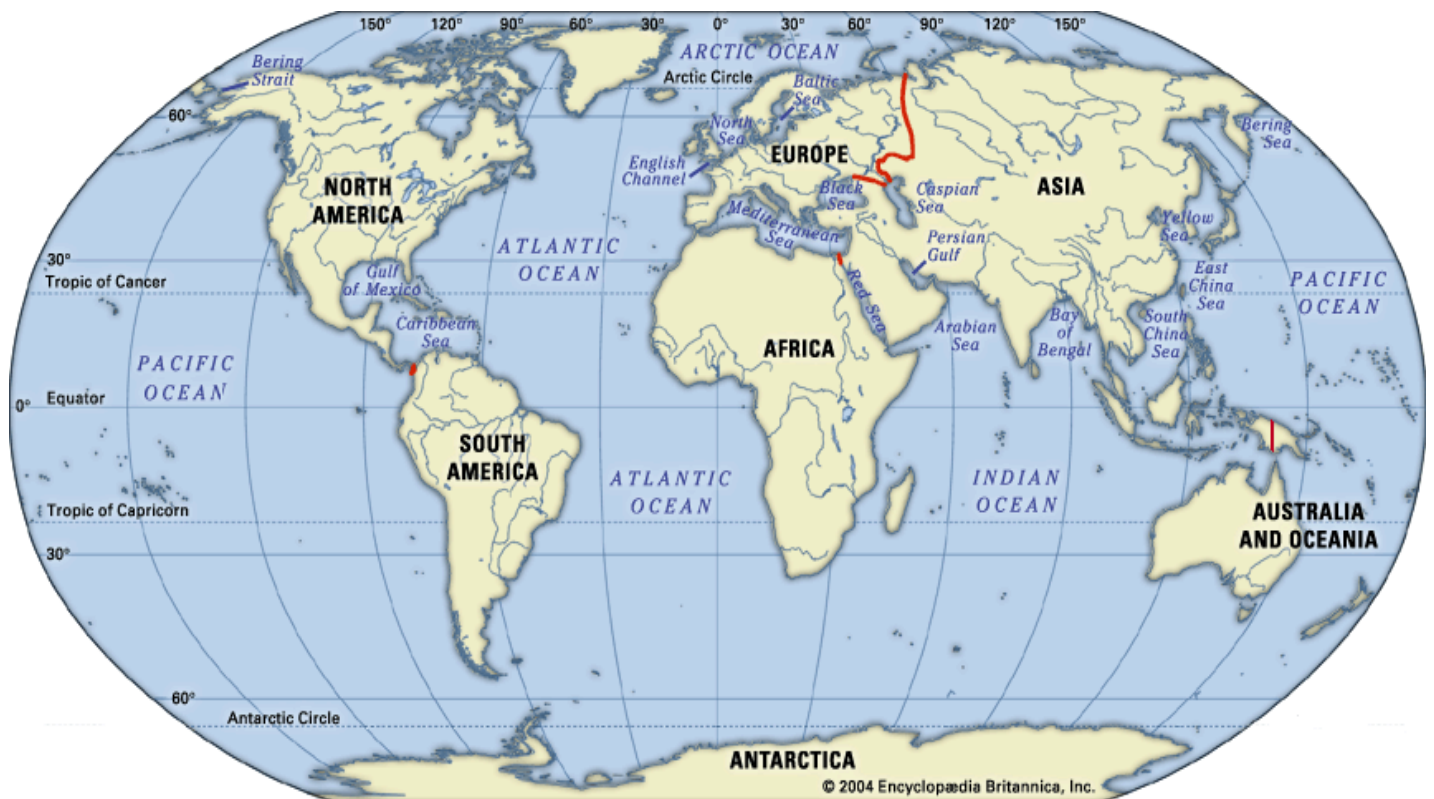 150° 120° 90° 60° 30° 0° 30° 60° 90° 120° 150°
ARCTIC OCEAN
Bering
Strait
Arctic Circle
Baltic
Sea
60°
North
Sea
Bering
Sea
English
Channel
EUROPE
NORTH
AMERICA
ASIA
Black
Sea
Caspian
Sea
Mediterranean
Sea
Yellow
Sea
ATLANTIC
OCEAN
Persian
Gulf
30°
Tropic of Cancer
Gulf
of Mexico
Red Sea
East
China
Sea
PACIFIC
OCEAN
Caribbean
Sea
Arabian
Sea
Bay
of
Bengal
South
China
Sea
AFRICA
PACIFIC
OCEAN
0°
Equator
SOUTH
AMERICA
ATLANTIC
OCEAN
INDIAN
OCEAN
Tropic of Capricorn
AUSTRALIA
AND OCEANIA
30°
60°
Antarctic Circle
ANTARCTICA
© 2004 Encyclopædia Britannica, Inc.